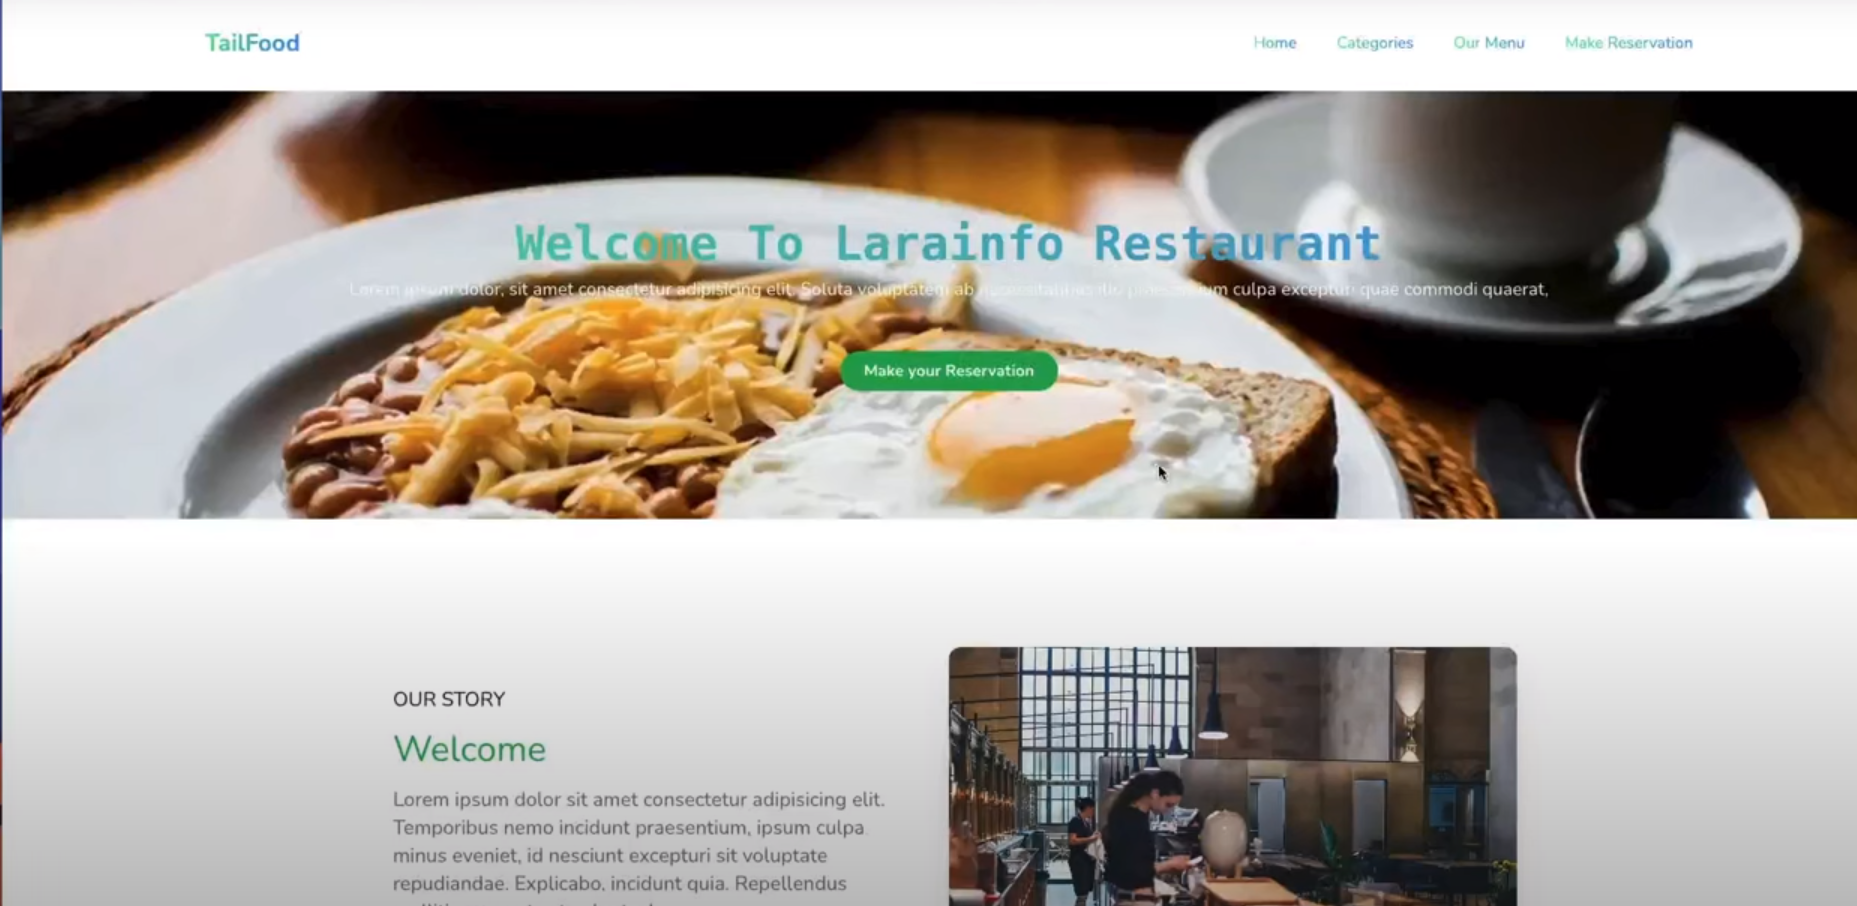 TailFood
Home Categories Our Menu Make Reservation
Welcome To Larainfo Restaurant
Lorem ipsum dolor, sit amet consectetur adipisicing elit. Soluta voluptatem ab culpa excepturi quae commodi quaerat,
Make your Reservation
OUR STORY
Welcome
Lorem ipsum dolor sit amet consectetur adipisicing elit.
Temporibus nemo incidunt praesentium, ipsum culpa
minus eveniet, id nesciunt excepturi sit voluptate
repudiandae. Explicabo, incidunt quia. Repellendus